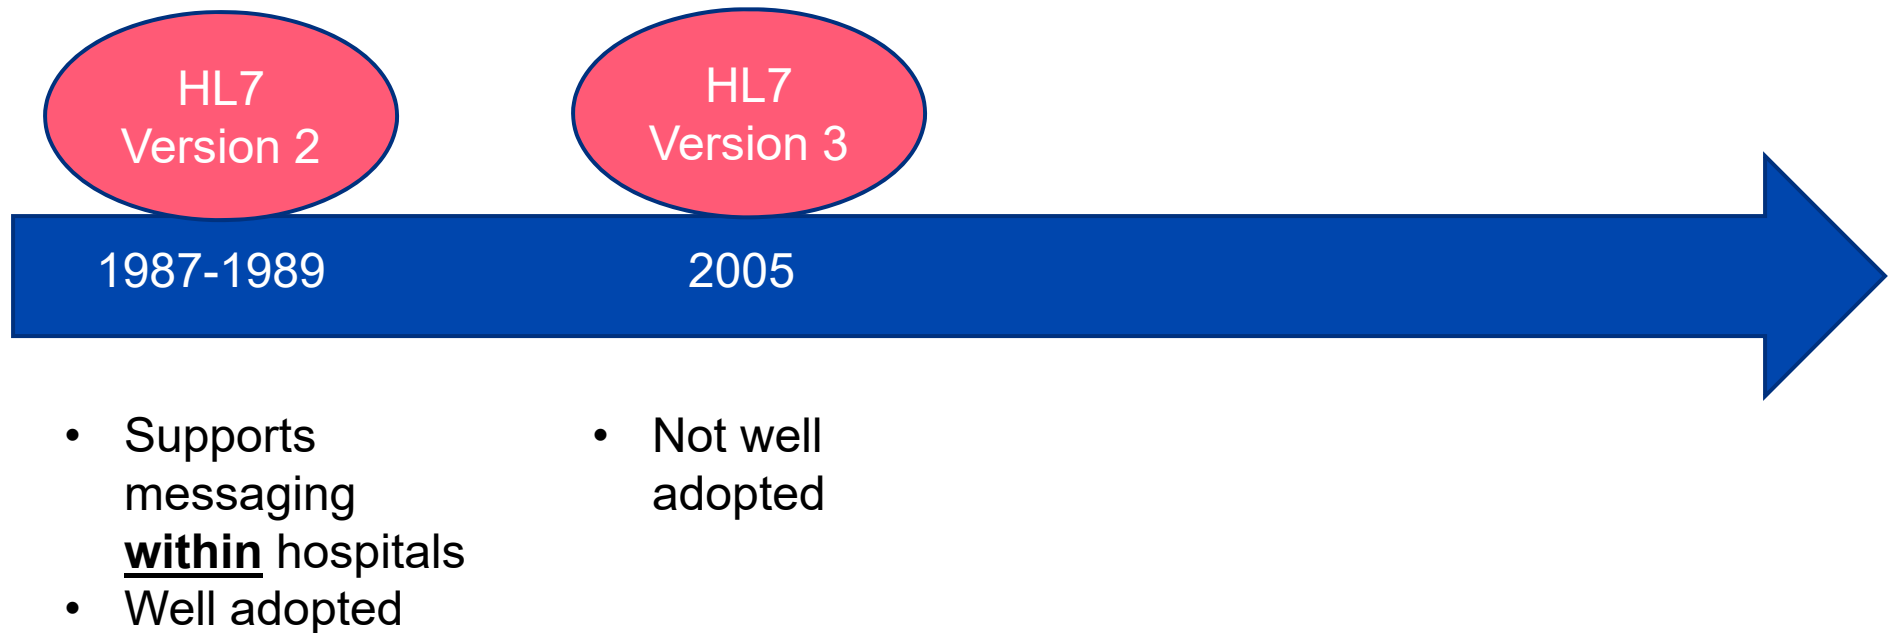 HL7
Version 2
HL7
Version 3
1987-1989
2005
• Supports
messaging
within hospitals
• Well adopted
• Not well
adopted